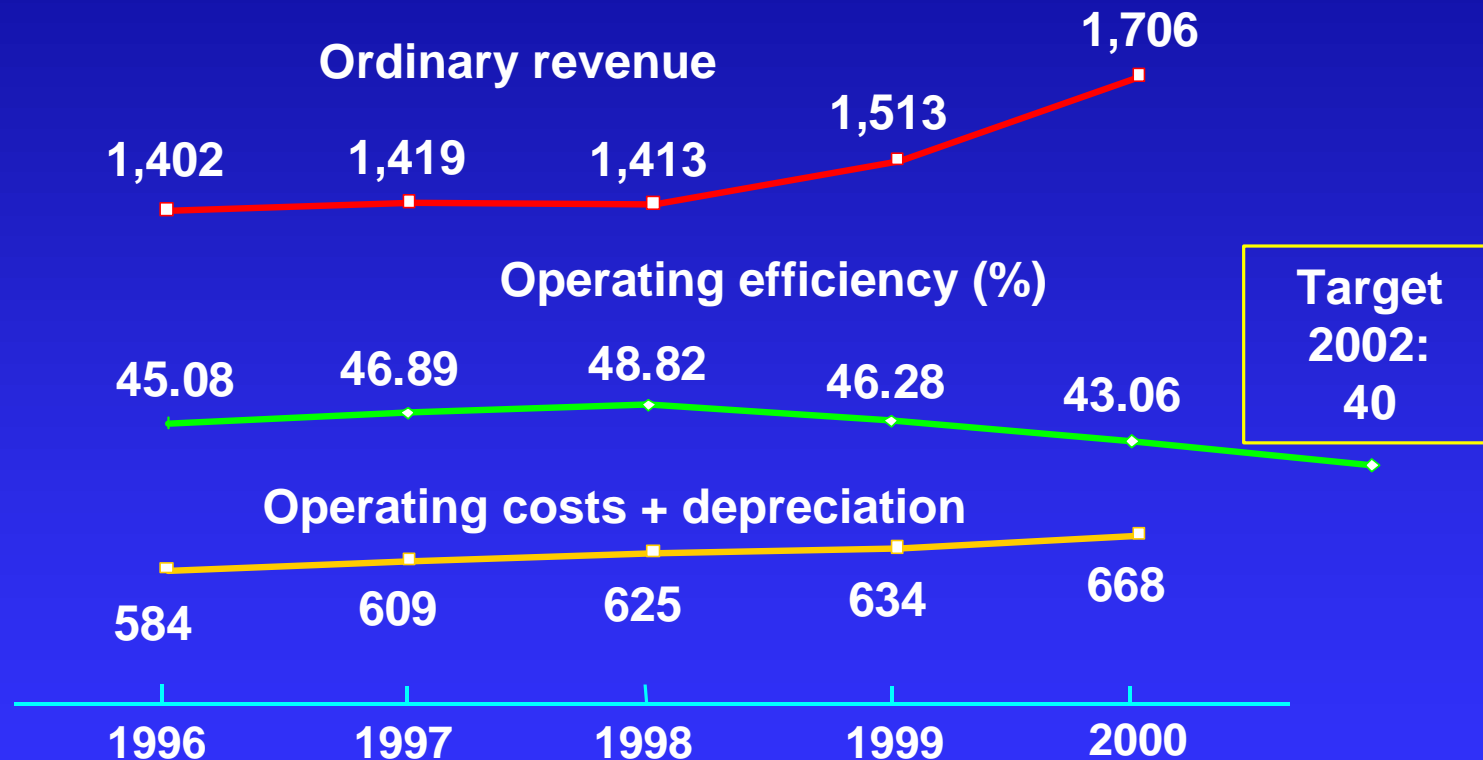 Ordinary revenue
1,402 1,419 1,413 1,513 1,706
Operating efficiency (%)
45.08 46.89 48.82 46.28 43.06
Target
2002:
40
Operating costs + depreciation
584 609 625 634 668
1996 1997 1998 1999 2000